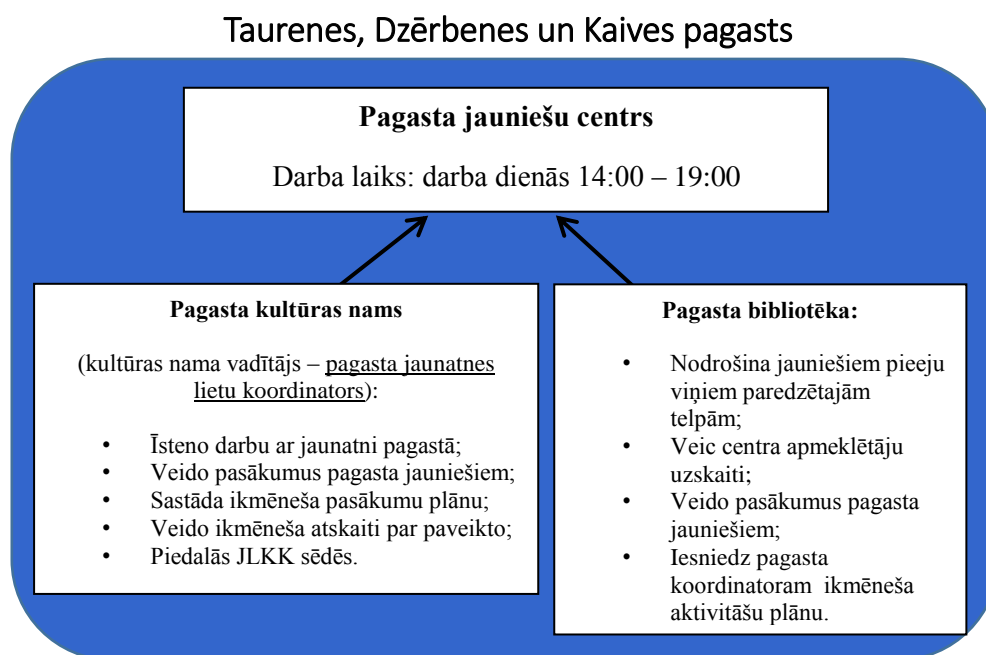 Taurenes, Dzērbenes un Kaives pagasts
Pagasta jauniešu centrs
Darba laiks: darba dienās 14:00 – 19:00
Pagasta kultūras nams
(kultūras nama vadītājs – pagasta jaunatnes
lietu koordinators):
• Īsteno darbu ar jaunatni pagastā;
• Veido pasākumus pagasta jauniešiem;
• Sastāda ikmēneša pasākumu plānu;
• Veido ikmēneša atskaiti par paveikto;
• Piedalās JLKK sēdēs.
Pagasta bibliotēka:
• Nodrošina jauniešiem pieeju
viņiem paredzētajām
telpām;
• Veic centra apmeklētāju
uzskaiti;
• Veido pasākumus pagasta
jauniešiem;
• Iesniedz pagasta
koordinatoram ikmēneša
aktivitāšu plānu.